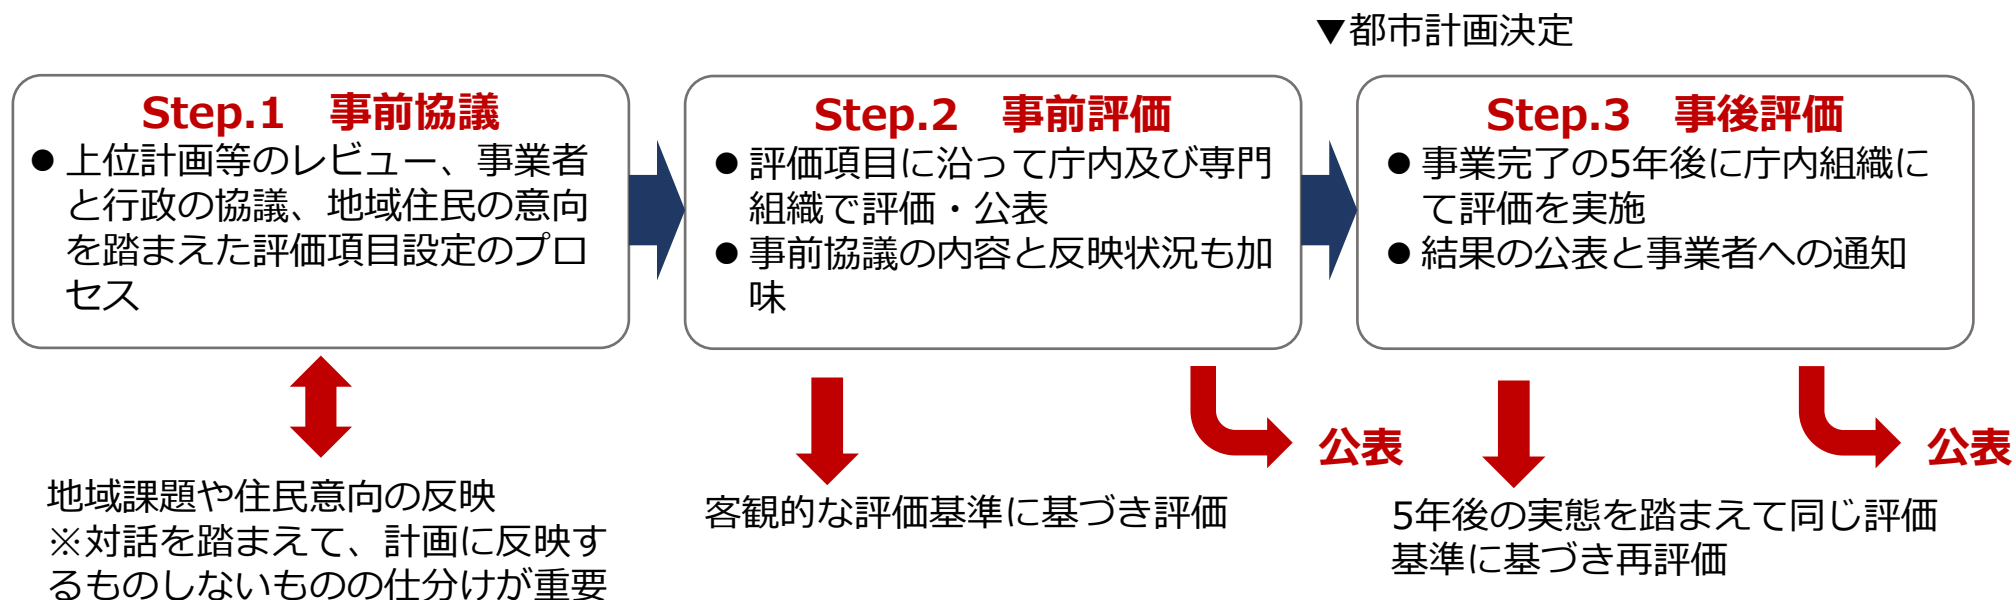 ▼都市計画決定
Step.1 事前協議
● 上位計画等のレビュー、事業者
と行政の協議、地域住民の意向
を踏まえた評価項目設定のプロ
セス
Step.2 事前評価
● 評価項目に沿って庁内及び専門
組織で評価・公表
● 事前協議の内容と反映状況も加
味
Step.3 事後評価
● 事業完了の5年後に庁内組織に
て評価を実施
● 結果の公表と事業者への通知
地域課題や住民意向の反映
※対話を踏まえて、計画に反映す
るものしないものの仕分けが重要
客観的な評価基準に基づき評価
公表
5年後の実態を踏まえて同じ評価
基準に基づき再評価
公表